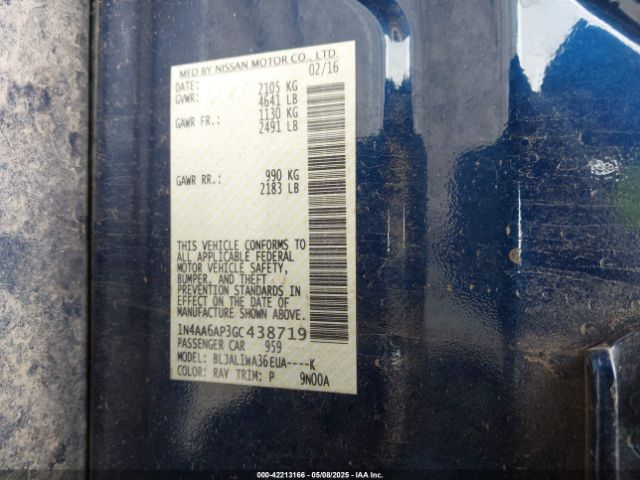 MFD BY NISSAN MOTOR CO., LTD.
DATE: 02/16
GVWR: 2105 KG
4641 LB
GAWR FR.: 1130 KG
2491 LB
GAWR RR.: 990 KG
2183 LB
THIS VEHICLE CONFORMS TO
ALL APPLICABLE FEDERAL
MOTOR VEHICLE SAFETY,
BUMPER, AND THEFT
PREVENTION STANDARDS IN
EFFECT ON THE DATE OF
MANUFACTURE SHOWN ABOVE.
1N4AA6AP3GC438719
PASSENGER CAR 959
MODEL: BLJAL1WA36EUA----K
COLOR: RAY TRIM: P 9N00A
000-42213166 - 05/08/2025 - IAA Inc.